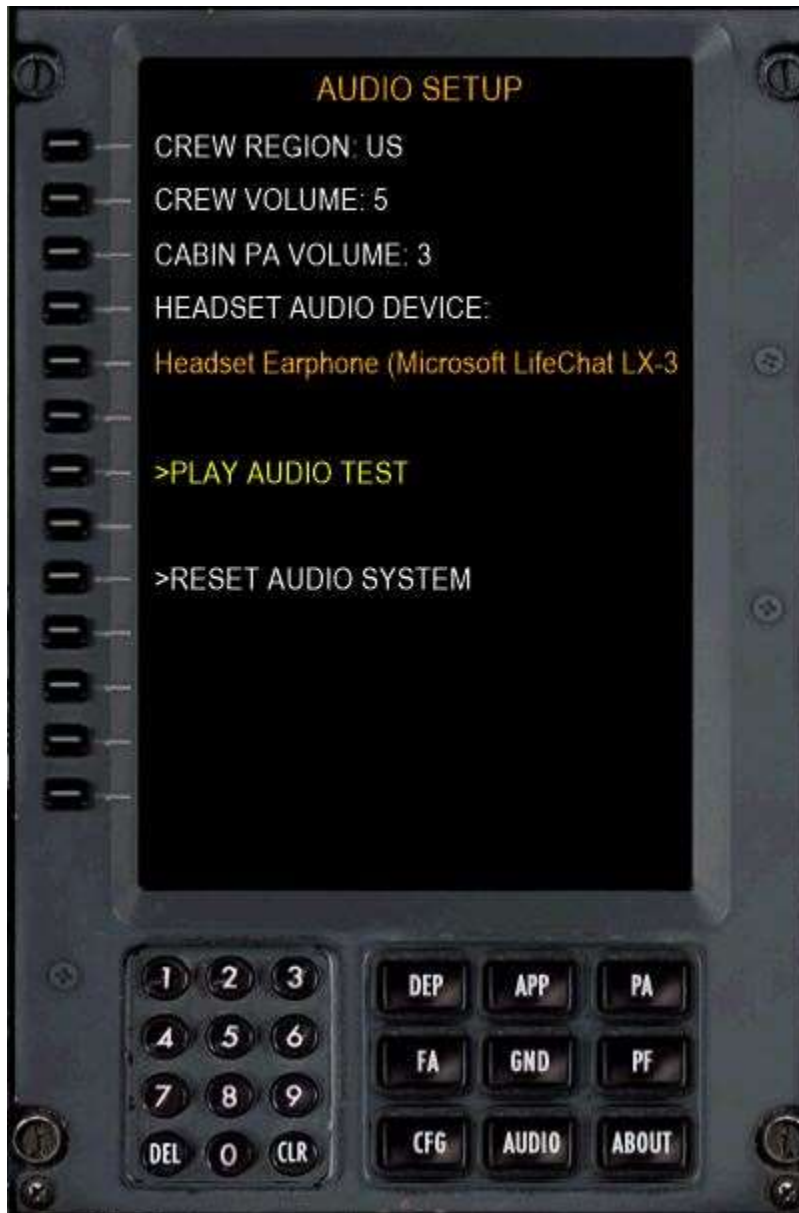 AUDIO SETUP
CREW REGION: US
CREW VOLUME: 5
CABIN PA VOLUME: 3
HEADSET AUDIO DEVICE:
Headset Earphone (Microsoft LifeChat LX-3
>PLAY AUDIO TEST
>RESET AUDIO SYSTEM
1 2 3 DEP APP PA
4 5 6 FA GND PF
7 8 9
DEL 0 CLR CFG AUDIO ABOUT